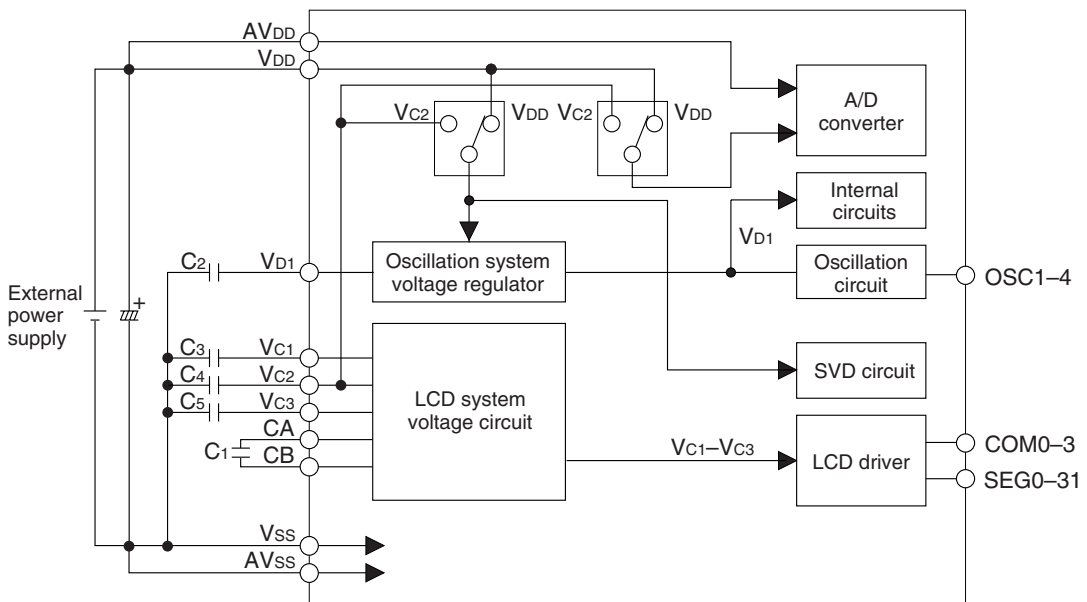 AVDD
VDD
VC2
VDD
VC2
VDD
A/D
converter
Internal
circuits
VD1
C2
VD1
Oscillation system
voltage regulator
Oscillation
circuit
OSC1–4
External
power
supply
+
C3
VC1
C4
VC2
C5
VC3
CA
C1
CB
LCD system
voltage circuit
SVD circuit
VC1–VC3
LCD driver
COM0–3
SEG0–31
VSS
AVSS